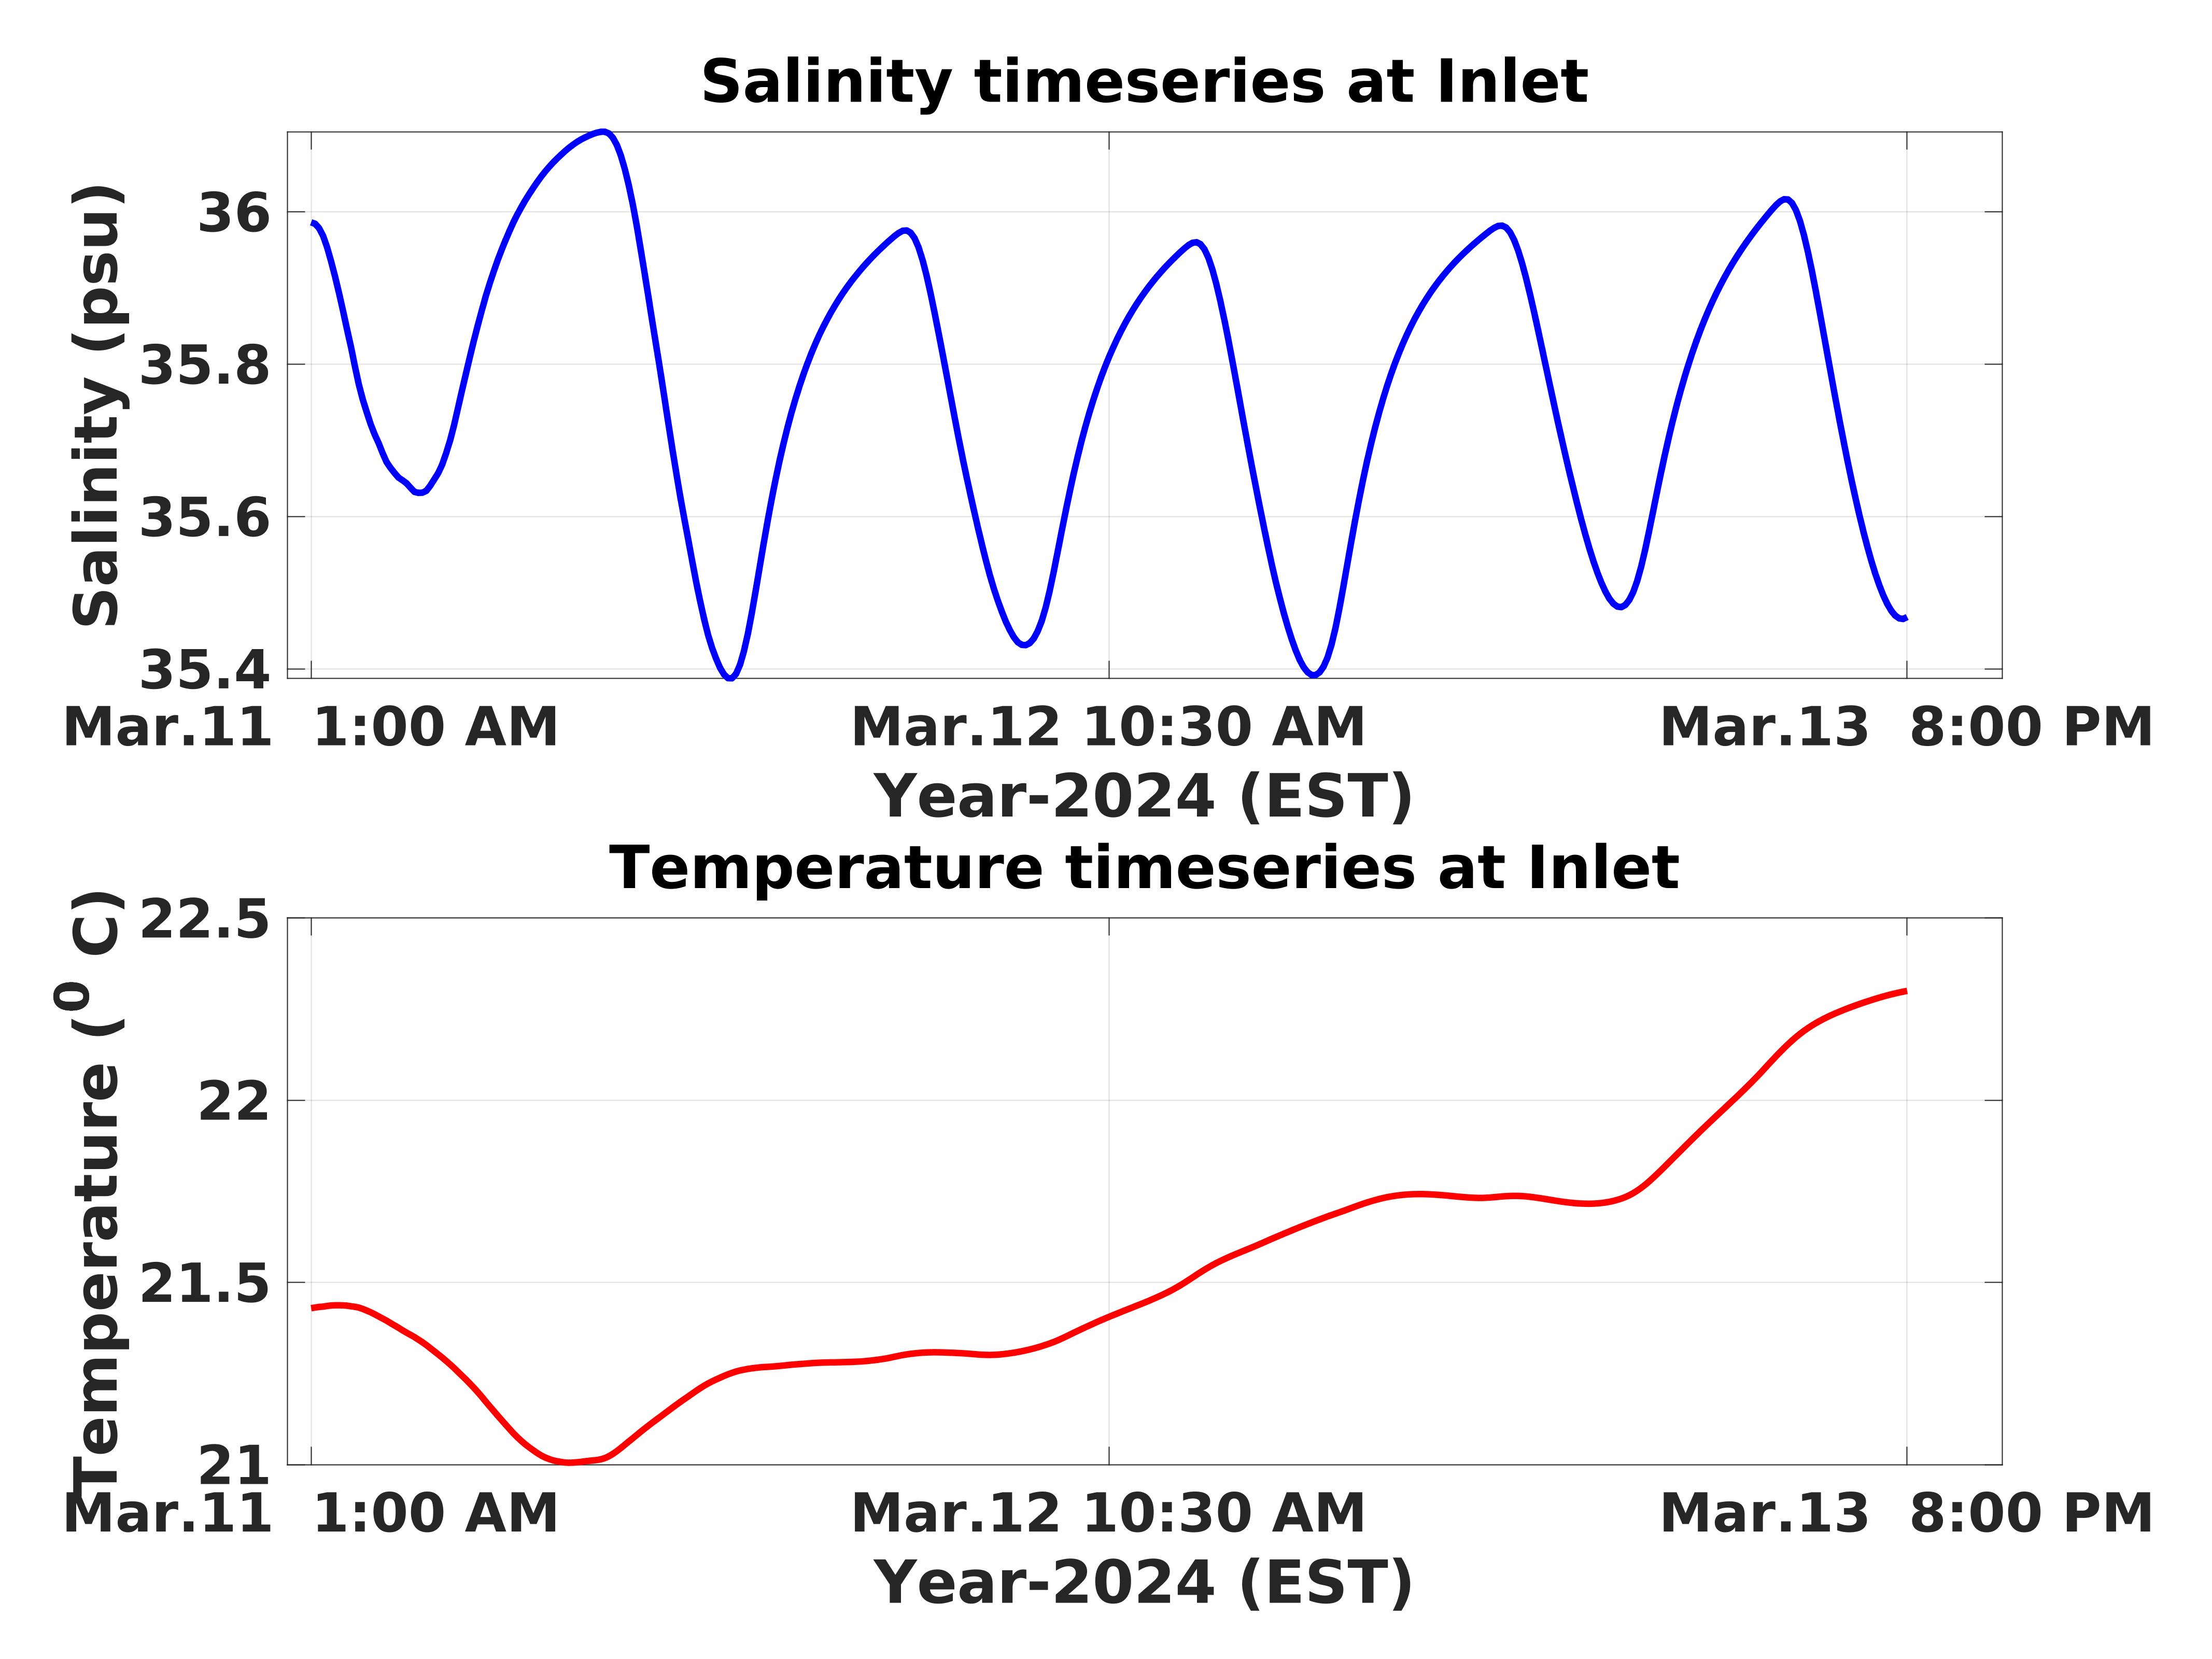 Salinity timeseries at Inlet
Salinity (psu)
36
35.8
35.6
35.4
Mar.11  1:00 AM
Mar.12 10:30 AM
Mar.13  8:00 PM
Year-2024 (EST)
Temperature timeseries at Inlet
Temperature (⁰ C)
22.5
22
21.5
21
Mar.11  1:00 AM
Mar.12 10:30 AM
Mar.13  8:00 PM
Year-2024 (EST)